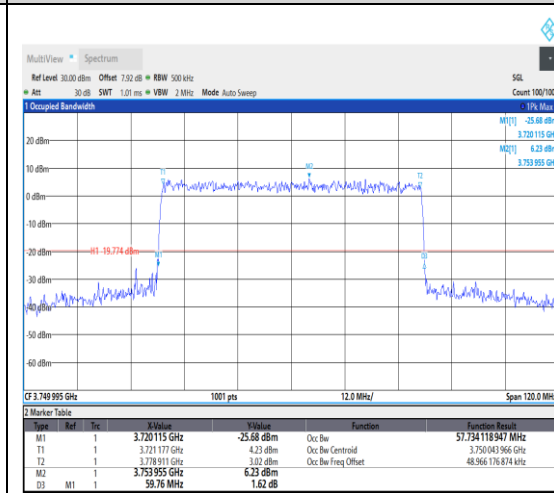 MultiView Spectrum
Ref Level 30.00 dBm Offset 7.92 dB RBW 500 kHz SGL
Att 30 dB SWT 1.01 ms VBW 2 MHz Mode Auto Sweep Count 100/100
1 Occupied Bandwidth 1Pk Max
M1[1] -25.68 dBm
3.720 115 GHz
M2[1] 6.23 dBm
3.753 955 GH
20 dBm
10 dBm
0 dBm
-10 dBm
-20 dBm
-30 dBm
-40 dBm
-50 dBm
-60 dBm
T1
M2
T2
H1 -19.774 dBm
M1
D3
CF 3.749 995 GHz 1001 pts 12.0 MHz/ Span 120.0 MHz
2 Marker Table
Type Ref Trc X-Value Y-Value Function Function Result
M1 1 3.720115 GHz -25.68 dBm Occ Bw 57.734 118 947 MHz
T1 1 3.721 177 GHz 4.23 dBm Occ Bw Centroid 3.750 043 966 GHz
T2 1 3.778 911 GHz 3.02 dBm Occ Bw Freq Offset 48.966 176 874 kHz
M2 1 3.753 955 GHz 6.23 dBm
D3 M1 1 59.76 MHz 1.62 dB